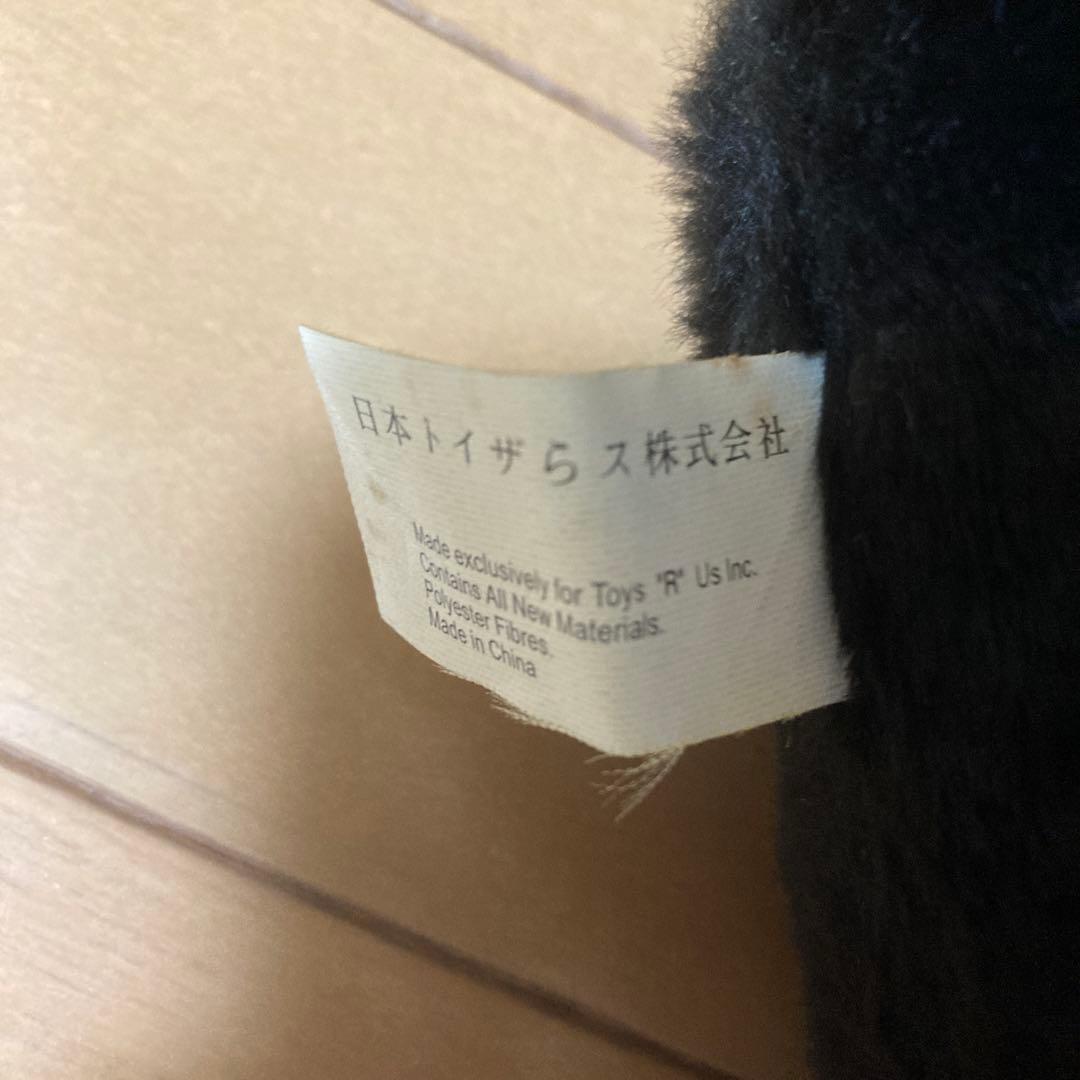 日本トイザらス株式会社
Made exclusively for Toys "R" Us Inc.
Contains All New Materials.
Polyester Fibres.
Made in China